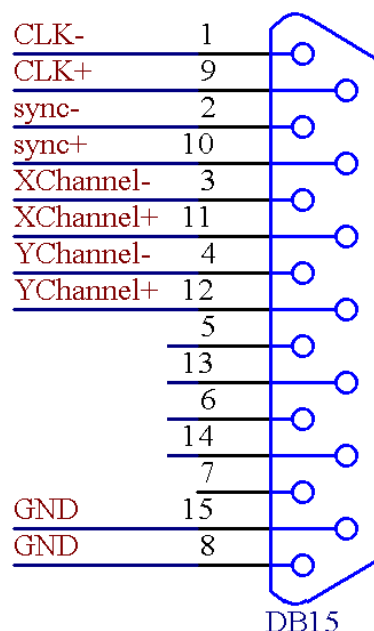 CLK- 1
CLK+ 9
sync- 2
sync+ 10
XChannel- 3
XChannel+ 11
YChannel- 4
YChannel+ 12
5
13
6
14
7
GND 15
GND 8
DB15